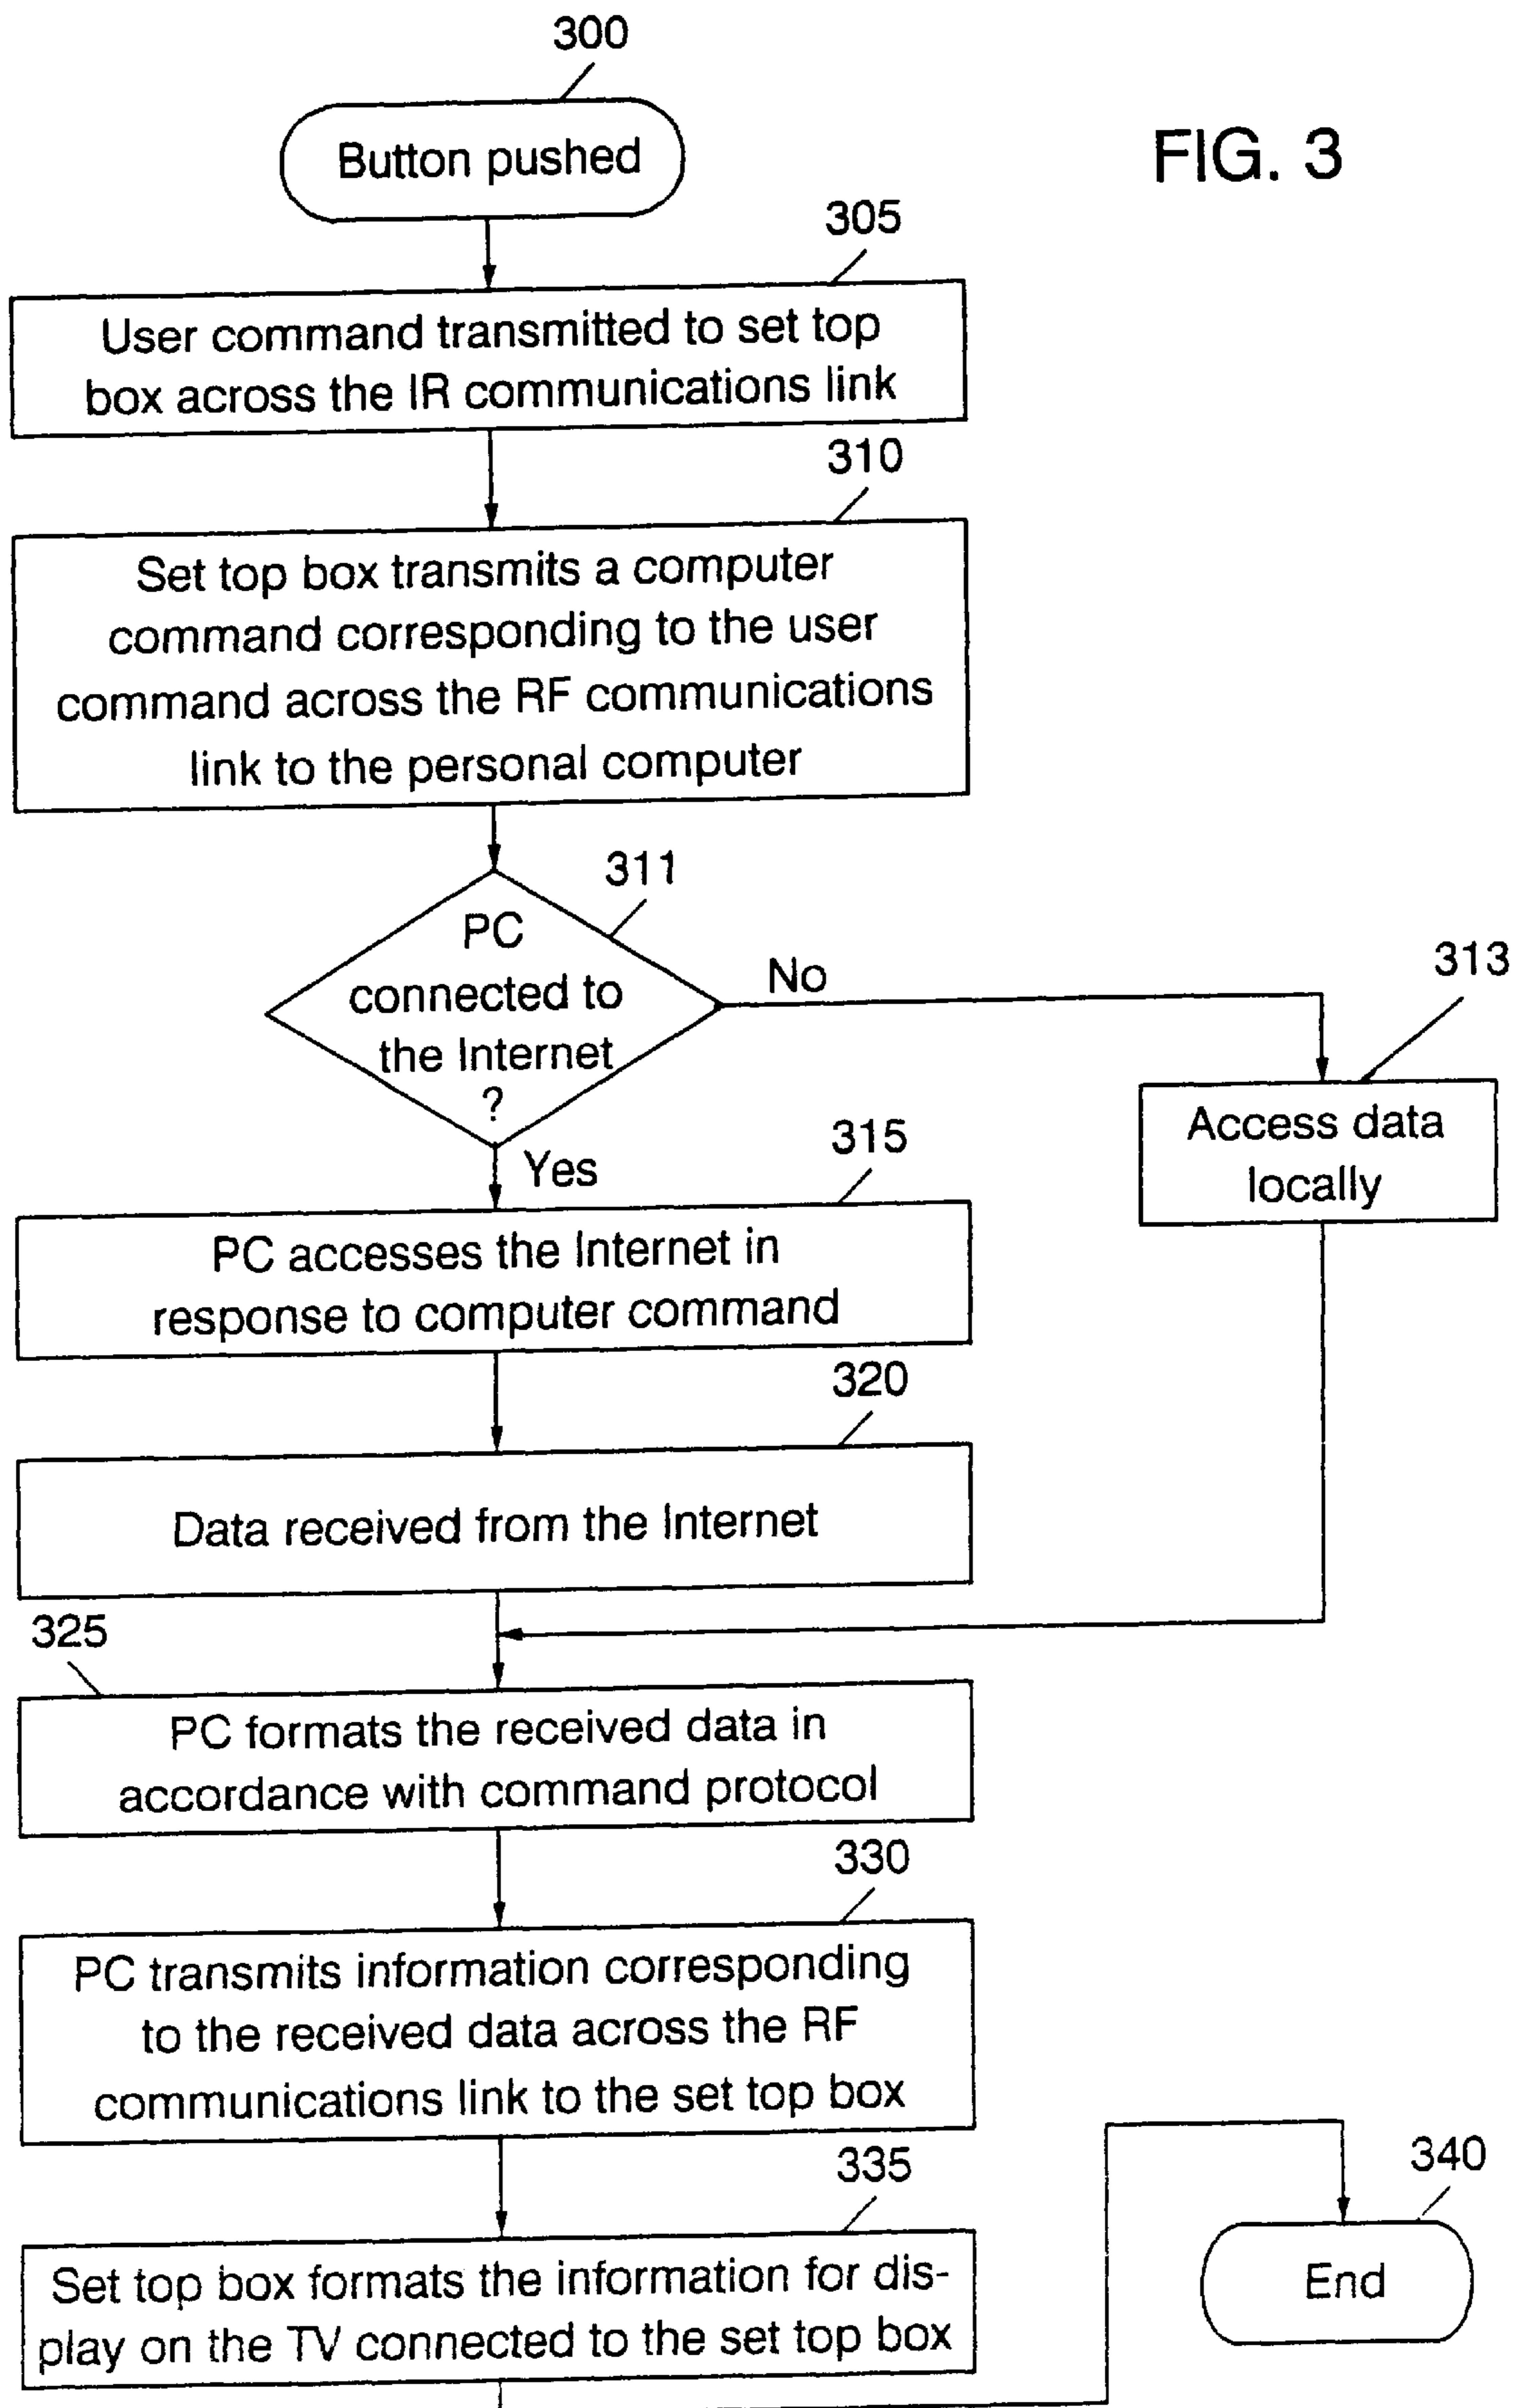 300
Button pushed
FIG. 3
305
User command transmitted to set top
box across the IR communications link
310
Set top box transmits a computer
command corresponding to the user
command across the RF communications
link to the personal computer
311
PC
connected to
the Internet
?
No
313
Access data
locally
Yes
315
PC accesses the Internet in
response to computer command
320
Data received from the Internet
325
PC formats the received data in
accordance with command protocol
330
PC transmits information corresponding
to the received data across the RF
communications link to the set top box
335
Set top box formats the information for dis-
play on the TV connected to the set top box
340
End